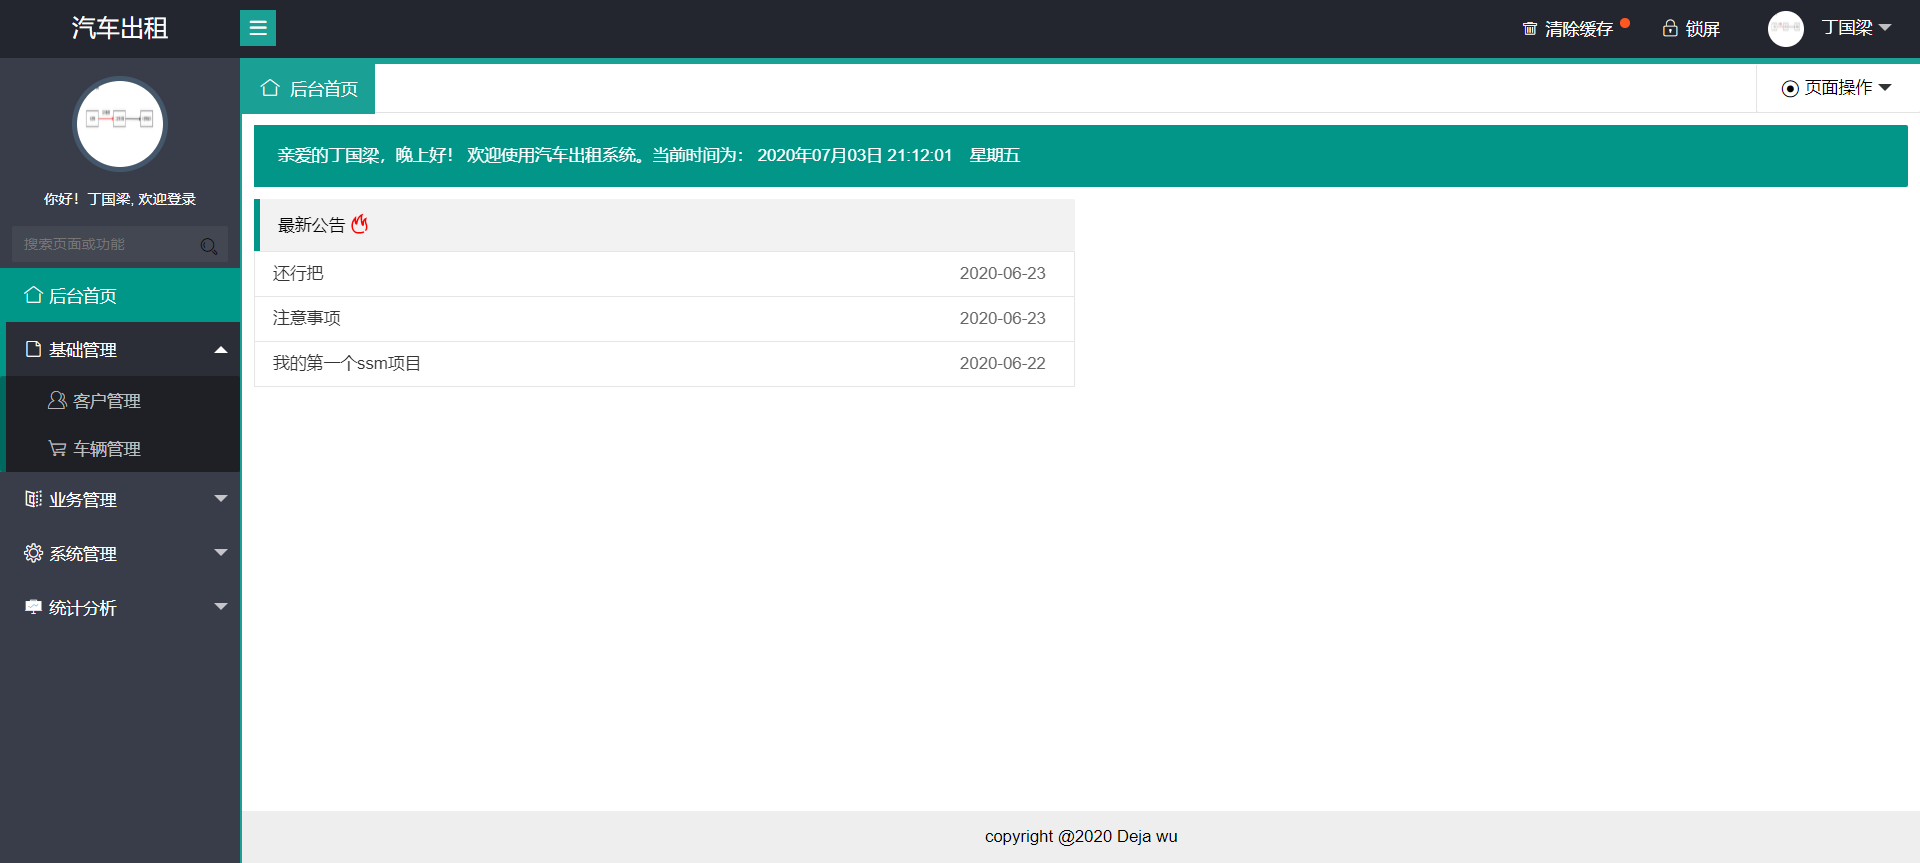 汽车出租
清除缓存
锁屏
丁国梁
你好！丁国梁, 欢迎登录
搜索页面或功能
后台首页
基础管理
客户管理
车辆管理
业务管理
系统管理
统计分析
后台首页
页面操作
亲爱的丁国梁，晚上好！ 欢迎使用汽车出租系统。当前时间为： 2020年07月03日 21:12:01 星期五
最新公告
还行把 2020-06-23
注意事项 2020-06-23
我的第一个ssm项目 2020-06-22
copyright @2020 Deja wu